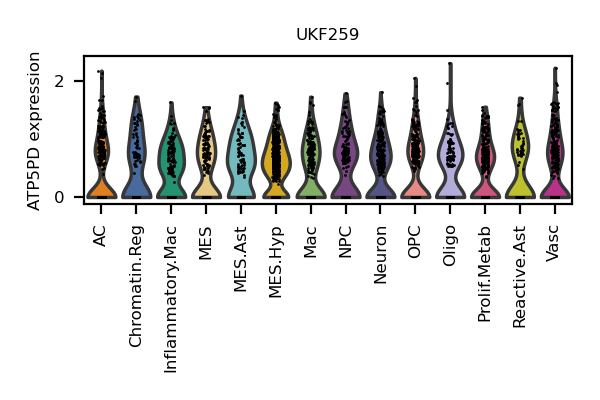 UKF259
ATP5PD expression
2
0
AC
Chromatin.Reg
Inflammatory.Mac
MES
MES.Ast
MES.Hyp
Mac
NPC
Neuron
OPC
Oligo
Prolif.Metab
Reactive.Ast
Vasc